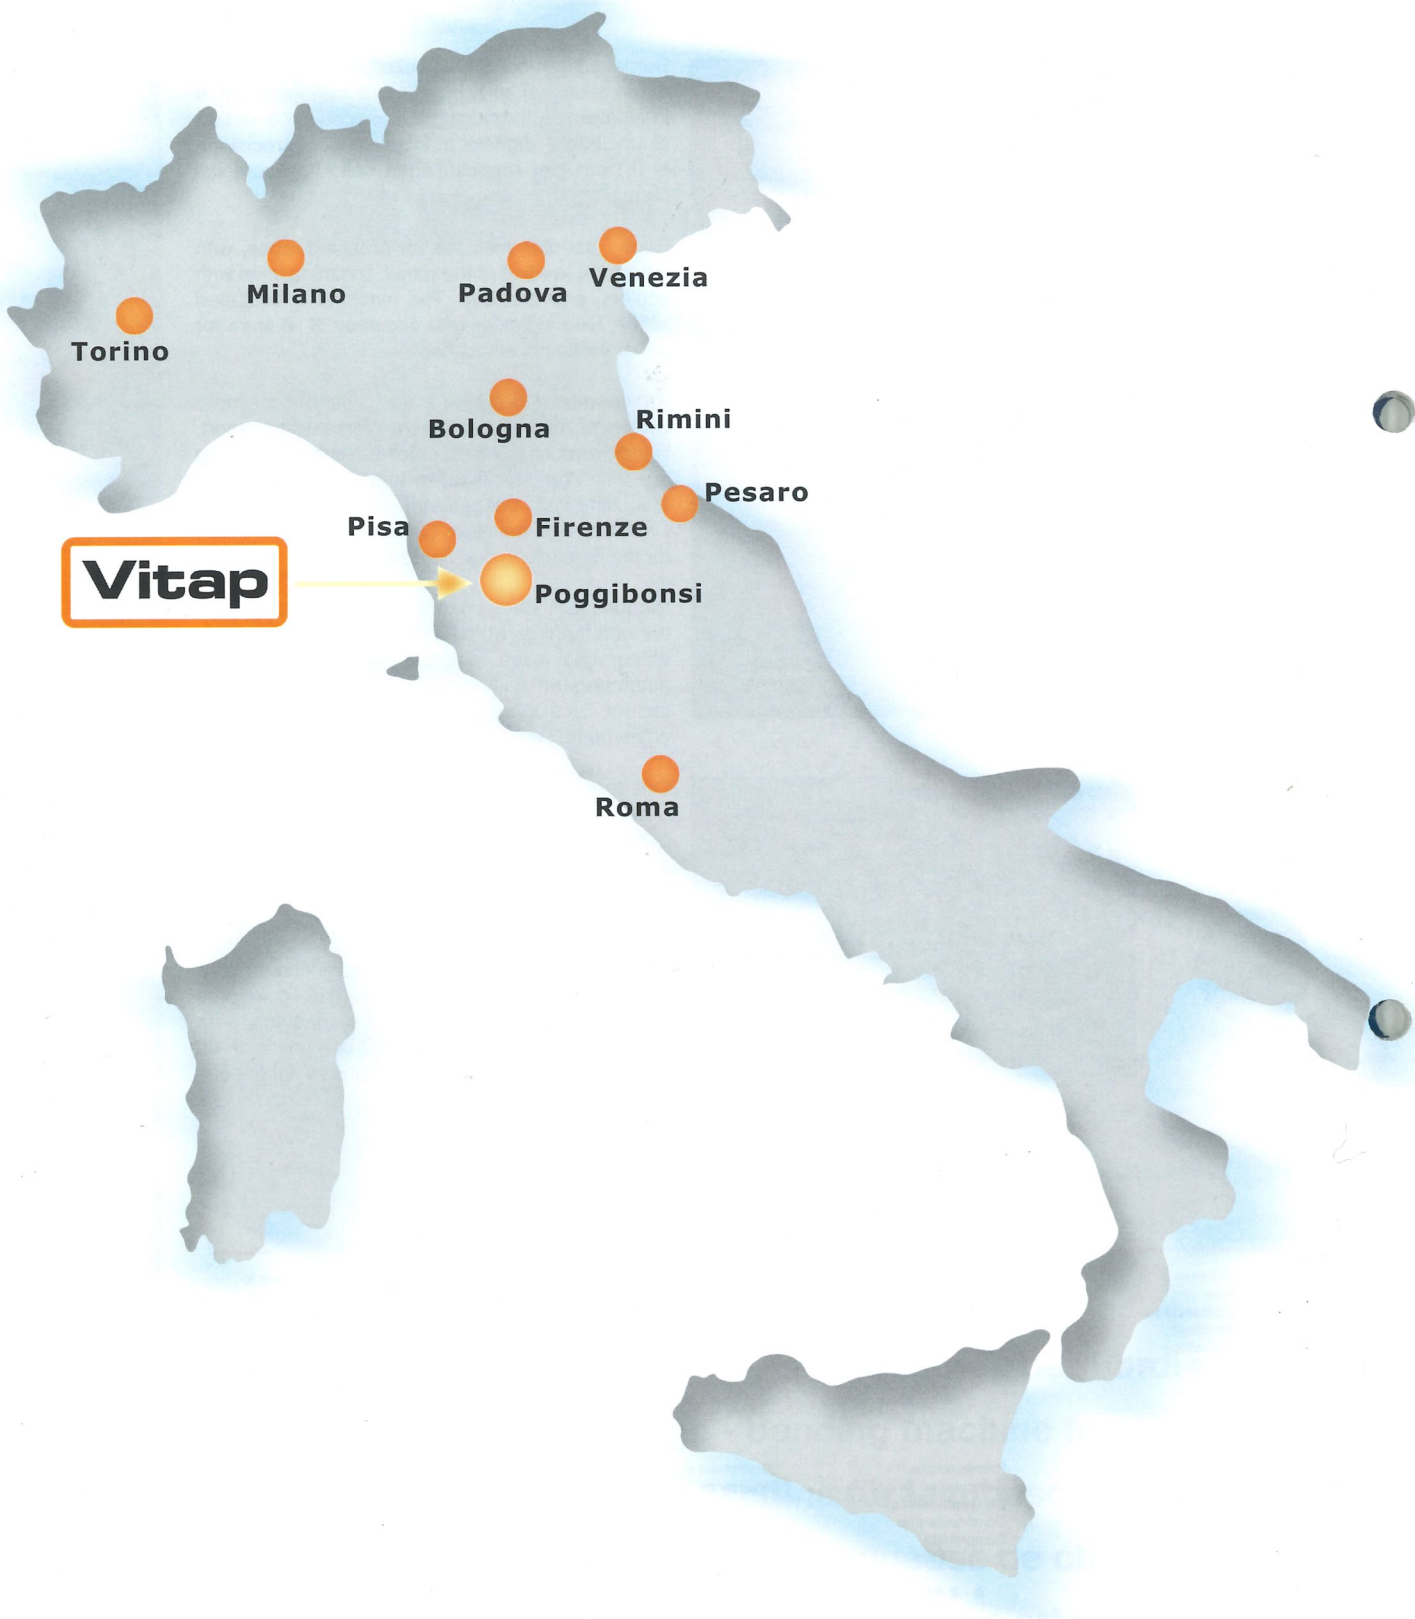 Venezia
Milano
Padova
Torino
Rimini
Bologna
Pesaro
Pisa
Firenze
Vitap
Poggibonsi
Roma